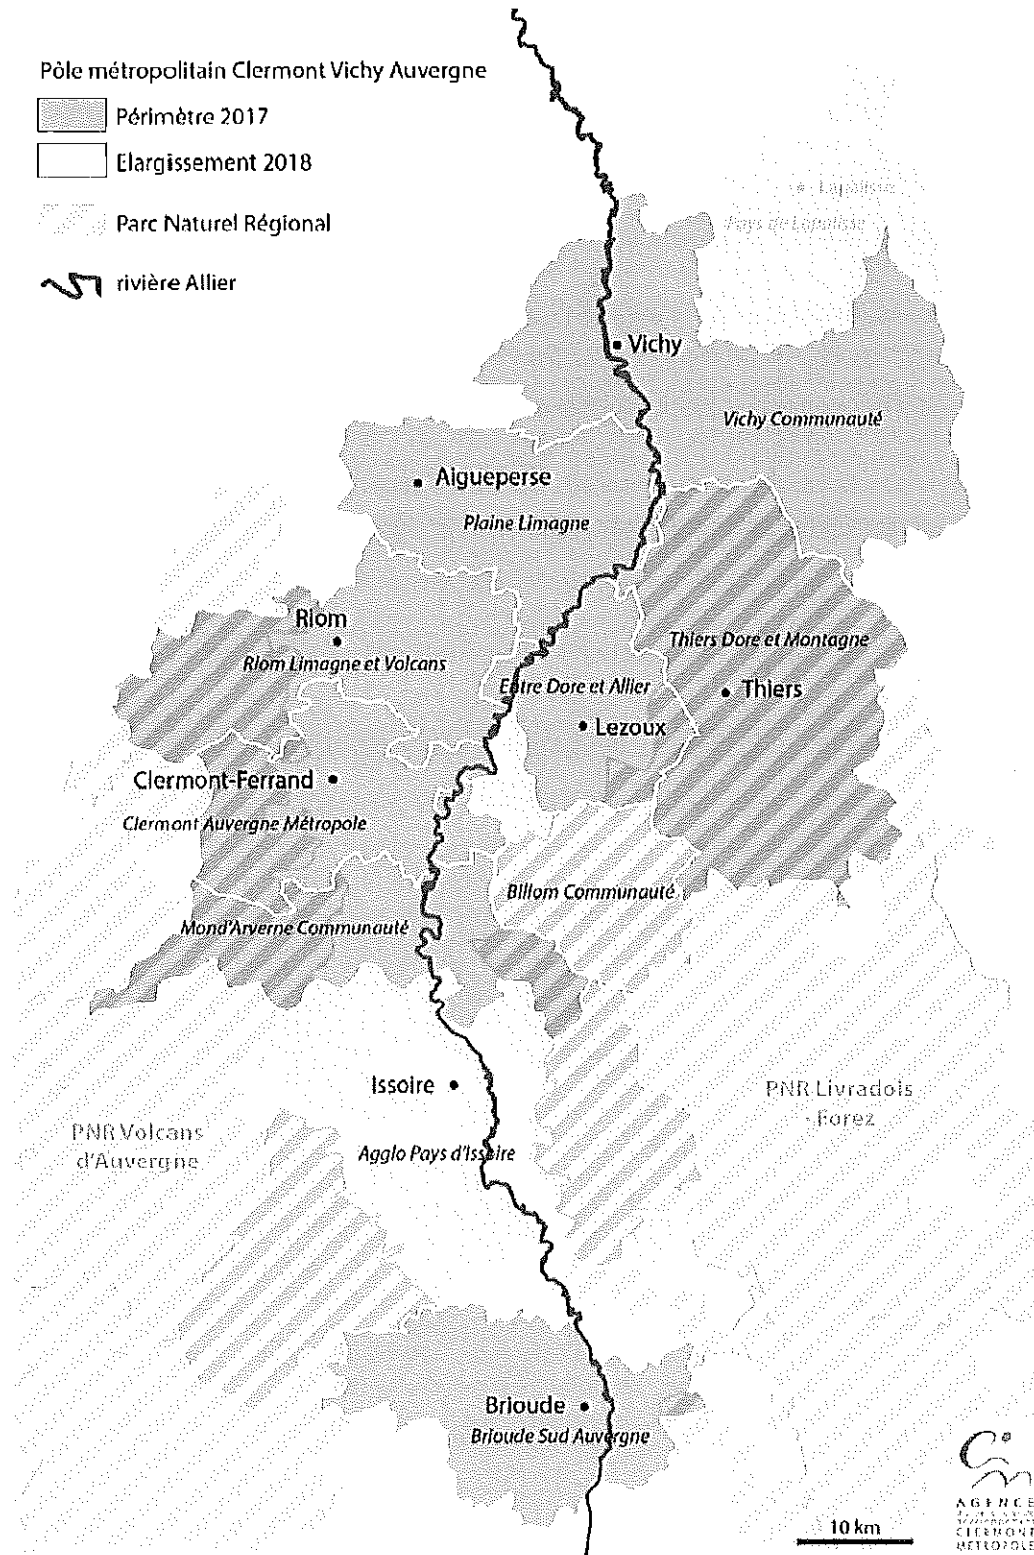 Pôle métropolitain Clermont Vichy Auvergne
Périmètre 2017
Elargissement 2018
Parc Naturel Régional
rivière Allier
Lapalisse
Pays de Lapalisse
Vichy
Vichy Communauté
Aigueperse
Plaine Limagne
Riom
Riom Limagne et Volcans
Thiers Dore et Montagne
Entre Dore et Allier
Thiers
Lezoux
Clermont-Ferrand
Clermont Auvergne Métropole
Billom Communauté
Mond'Arverne Communauté
Issoire
PNR Livradois
Forez
PNR Volcans
d'Auvergne
Agglo Pays d'Issoire
Brioude
Brioude Sud Auvergne
10 km
AGENCE
CLERMONT
METROPOLE